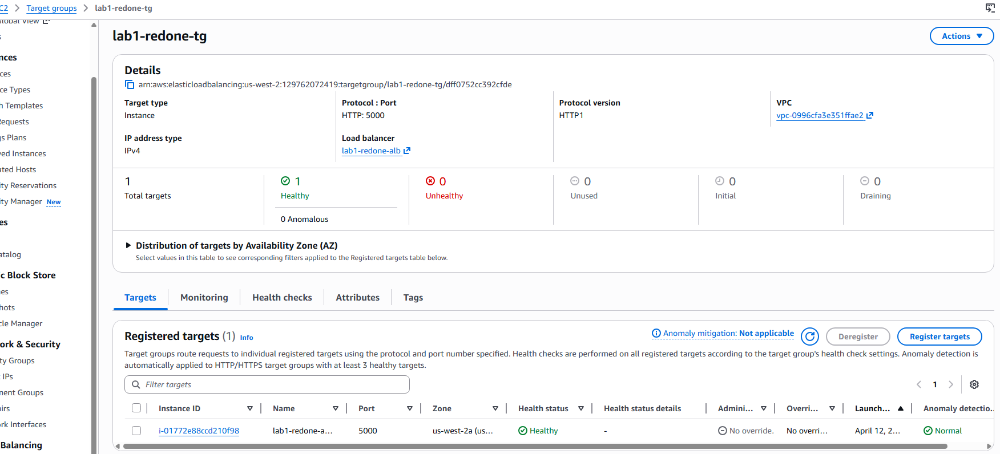 C2 > Target groups > lab1-redone-tg
Global View
s
nces
ces
ce Types
h Templates
Requests
gs Plans
ved Instances
ated Hosts
ity Reservations
ity Manager New
es
atalog
c Block Store
es
hots
cle Manager
ork & Security
ty Groups
IPs
ment Groups
irs
rk Interfaces
Balancing
lab1-redone-tg
Actions
Details
arn:aws:elasticloadbalancing:us-west-2:129762072419:targetgroup/lab1-redone-tg/dff0752cc392cfde
Target type
Instance
Protocol : Port
HTTP: 5000
Protocol version
HTTP1
VPC
vpc-0996cfa3e351ffae2
IP address type
IPv4
Load balancer
lab1-redone-alb
1
Total targets
1
Healthy
0 Anomalous
0
Unhealthy
0
Unused
0
Initial
0
Draining
Distribution of targets by Availability Zone (AZ)
Select values in this table to see corresponding filters applied to the Registered targets table below.
Targets
Monitoring
Health checks
Attributes
Tags
Registered targets (1) Info
Anomaly mitigation: Not applicable
Deregister
Register targets
Target groups route requests to individual registered targets using the protocol and port number specified. Health checks are performed on all registered targets according to the target group's health check settings. Anomaly detection is
automatically applied to HTTP/HTTPS target groups with at least 3 healthy targets.
Filter targets
1
Instance ID Name Port Zone Health status Health status details Admini... Overri... Launch... Anomaly detectio...
i-01772e88ccd210f98 lab1-redone-a... 5000 us-west-2a (us... Healthy - No override. No overri... April 12, 2... Normal